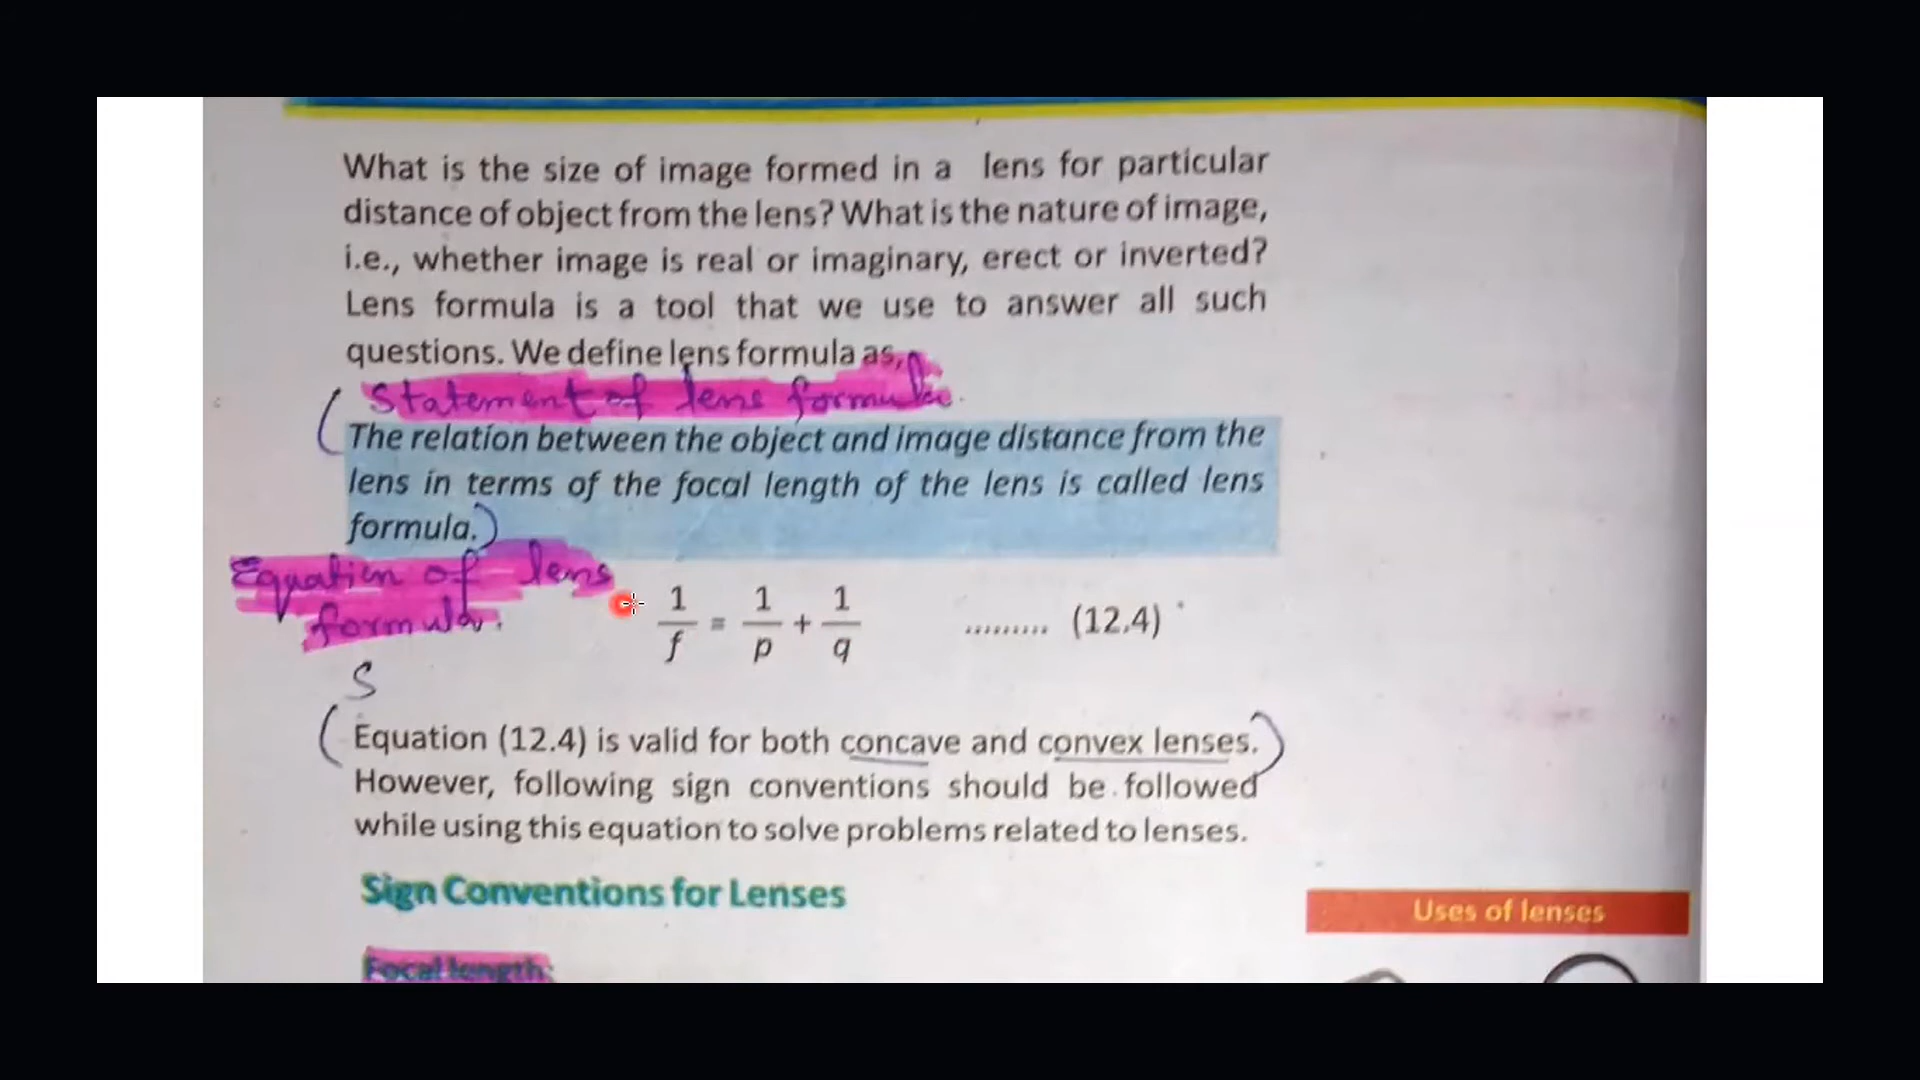 What is the size of image formed in a lens for particular
distance of object from the lens? What is the nature of image,
i.e., whether image is real or imaginary, erect or inverted?
Lens formula is a tool that we use to answer all such
questions. We define lens formula as,
Statement of lens formula.
The relation between the object and image distance from the
lens in terms of the focal length of the lens is called lens
formula.
Equation of lens
formula.
1/f = 1/p + 1/q ......... (12.4)
S
Equation (12.4) is valid for both concave and convex lenses.
However, following sign conventions should be followed
while using this equation to solve problems related to lenses.
Sign Conventions for Lenses
Uses of lenses
Focal length: